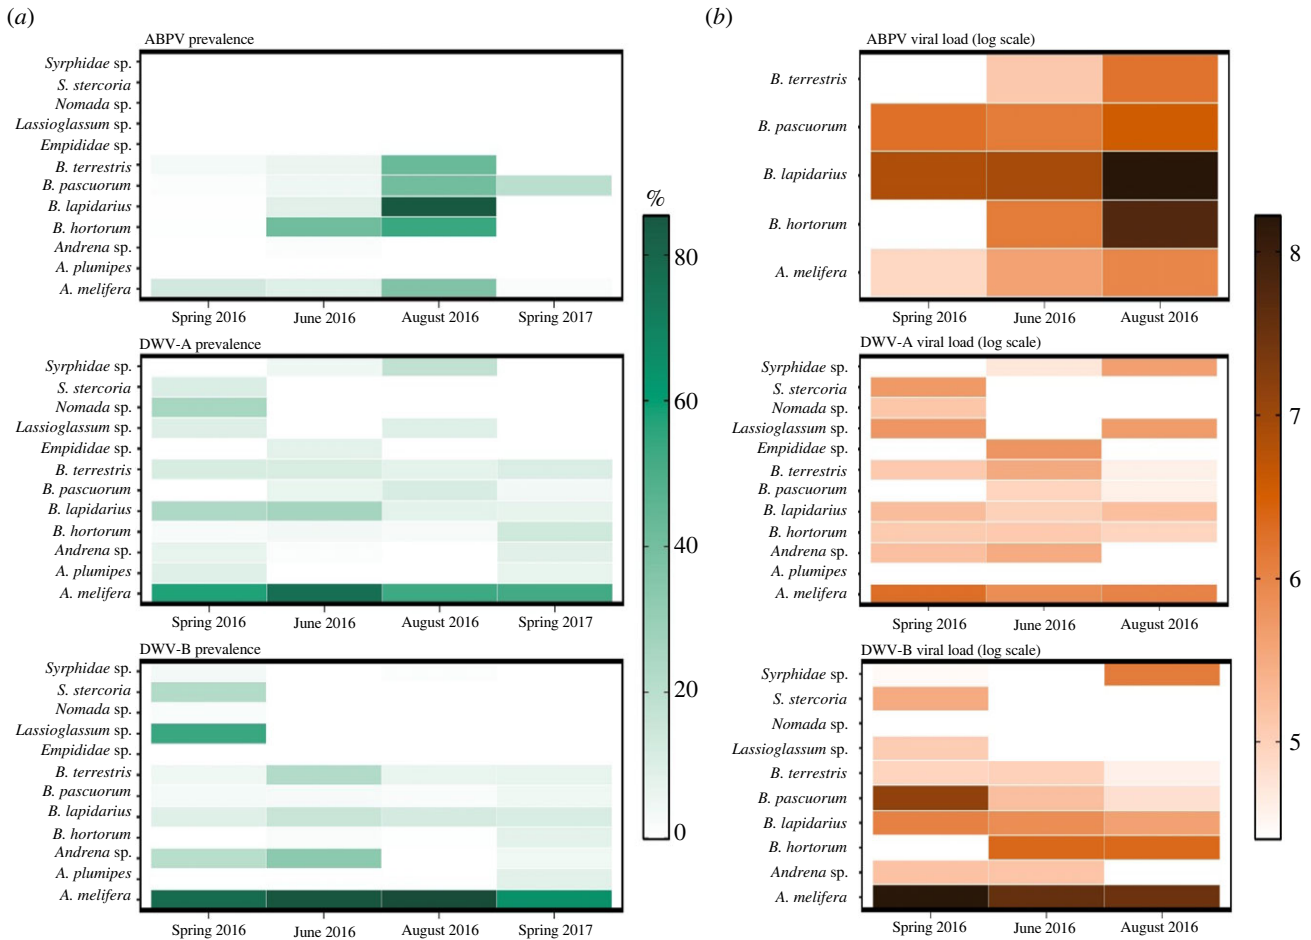 (a)
ABPV prevalence
Syrphidae sp.
S. stercoria
Nomada sp.
Lassioglassum sp.
Empididae sp.
B. terrestris
B. pascuorum
B. lapidarius
B. hortorum
Andrena sp.
A. plumipes
A. melifera
Spring 2016 June 2016 August 2016 Spring 2017
DWV-A prevalence
Syrphidae sp.
S. stercoria
Nomada sp.
Lassioglassum sp.
Empididae sp.
B. terrestris
B. pascuorum
B. lapidarius
B. hortorum
Andrena sp.
A. plumipes
A. melifera
Spring 2016 June 2016 August 2016 Spring 2017
DWV-B prevalence
Syrphidae sp.
S. stercoria
Nomada sp.
Lassioglassum sp.
Empididae sp.
B. terrestris
B. pascuorum
B. lapidarius
B. hortorum
Andrena sp.
A. plumipes
A. melifera
Spring 2016 June 2016 August 2016 Spring 2017
%
80
60
40
20
0
(b)
ABPV viral load (log scale)
B. terrestris
B. pascuorum
B. lapidarius
B. hortorum
A. melifera
Spring 2016 June 2016 August 2016
DWV-A viral load (log scale)
Syrphidae sp.
S. stercoria
Nomada sp.
Lassioglassum sp.
Empididae sp.
B. terrestris
B. pascuorum
B. lapidarius
B. hortorum
Andrena sp.
A. plumipes
A. melifera
Spring 2016 June 2016 August 2016
DWV-B viral load (log scale)
Syrphidae sp.
S. stercoria
Nomada sp.
Lassioglassum sp.
B. terrestris
B. pascuorum
B. lapidarius
B. hortorum
Andrena sp.
A. melifera
Spring 2016 June 2016 August 2016
8
7
6
5